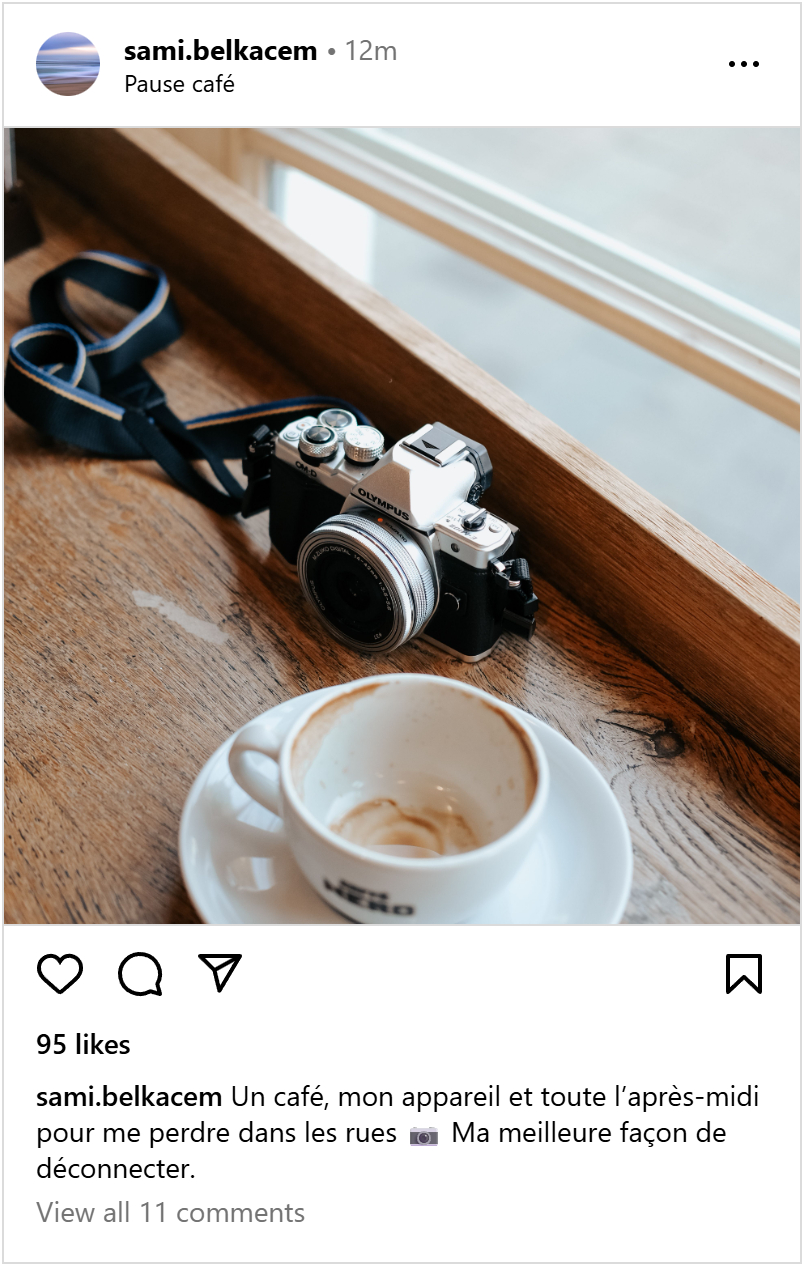 sami.belkacem • 12m
Pause café
OM-D
OLYMPUS
HERO
95 likes
sami.belkacem Un café, mon appareil et toute l’après-midi
pour me perdre dans les rues 📷 Ma meilleure façon de
déconnecter.
View all 11 comments